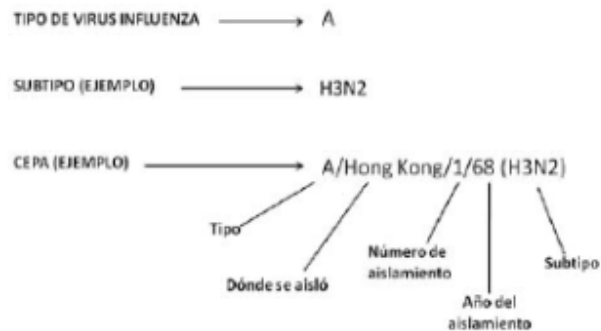 TIPO DE VIRUS INFLUENZA A
SUBTIPO (EJEMPLO) H3N2
CEPA (EJEMPLO) A/Hong Kong/1/68 (H3N2)
Tipo
Dónde se aisló
Número de
aislamiento
Año del
aislamiento
Subtipo